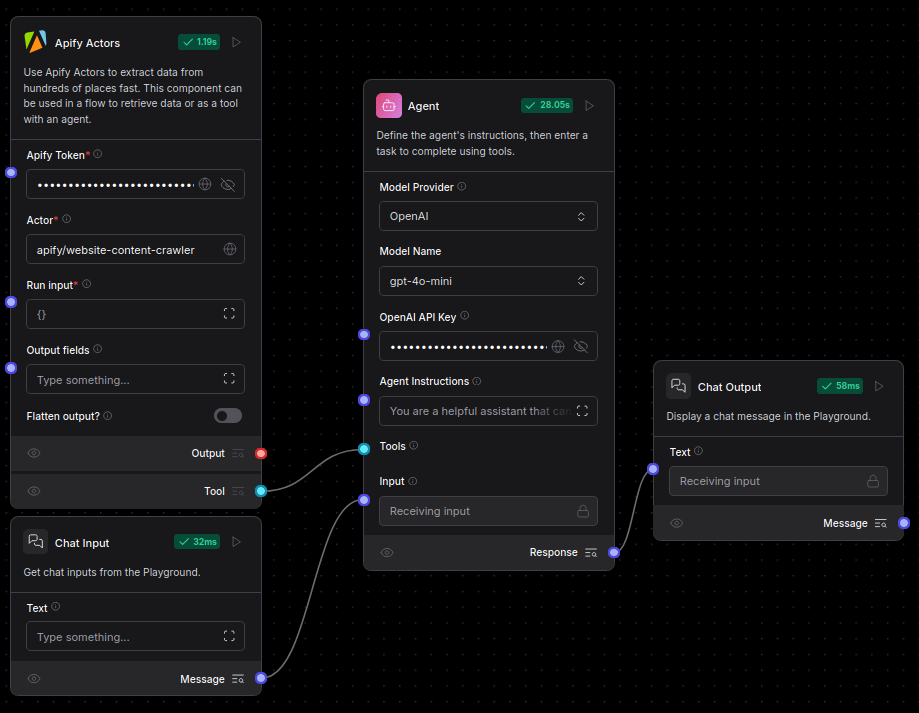 Apify Actors
1.19s
Use Apify Actors to extract data from
hundreds of places fast. This component can
be used in a flow to retrieve data or as a tool
with an agent.
Apify Token*
Actor*
apify/website-content-crawler
Run input*
{}
Output fields
Type something...
Flatten output?
Output
Tool
Chat Input
32ms
Get chat inputs from the Playground.
Text
Type something...
Message
Agent
28.05s
Define the agent's instructions, then enter a
task to complete using tools.
Model Provider
OpenAI
Model Name
gpt-4o-mini
OpenAI API Key
Agent Instructions
You are a helpful assistant that can
Tools
Input
Receiving input
Response
Chat Output
58ms
Display a chat message in the Playground.
Text
Receiving input
Message